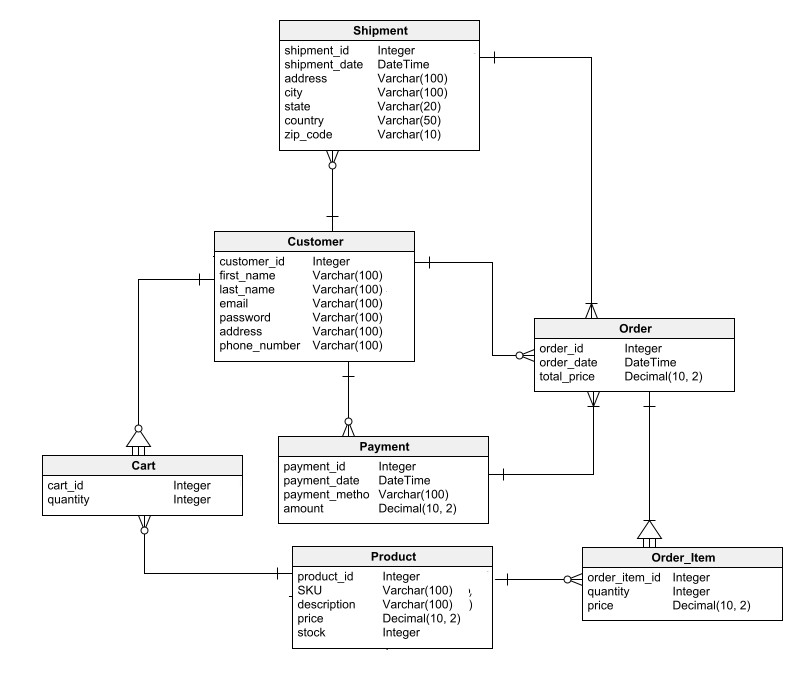 Shipment
shipment_id Integer
shipment_date DateTime
address Varchar(100)
city Varchar(100)
state Varchar(20)
country Varchar(50)
zip_code Varchar(10)
Customer
customer_id Integer
first_name Varchar(100)
last_name Varchar(100)
email Varchar(100)
password Varchar(100)
address Varchar(100)
phone_number Varchar(100)
Order
order_id Integer
order_date DateTime
total_price Decimal(10, 2)
Payment
payment_id Integer
payment_date DateTime
payment_metho Varchar(100)
amount Decimal(10, 2)
Cart
cart_id Integer
quantity Integer
Product
product_id Integer
SKU Varchar(100)
description Varchar(100) )
price Decimal(10, 2)
stock Integer
Order_Item
order_item_id Integer
quantity Integer
price Decimal(10, 2)